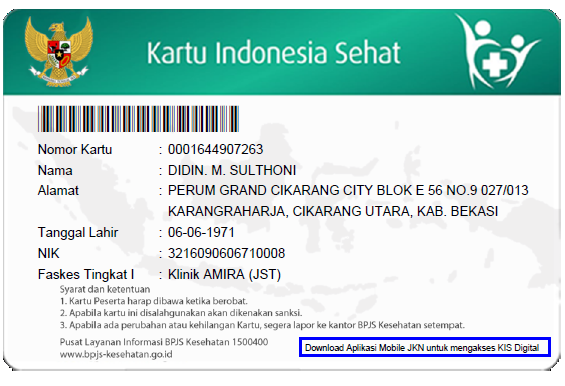 Kartu Indonesia Sehat
Nomor Kartu : 0001644907263
Nama : DIDIN. M. SULTHONI
Alamat : PERUM GRAND CIKARANG CITY BLOK E 56 NO.9 027/013
KARANGRAHARJA, CIKARANG UTARA, KAB. BEKASI
Tanggal Lahir : 06-06-1971
NIK : 3216090606710008
Faskes Tingkat I : Klinik AMIRA (JST)
Syarat dan ketentuan
1. Kartu Peserta harap dibawa ketika berobat.
2. Apabila kartu ini disalahgunakan akan dikenakan sanksi.
3. Apabila ada perubahan atau kehilangan Kartu, segera lapor ke kantor BPJS Kesehatan setempat.
Pusat Layanan Informasi BPJS Kesehatan 1500400
www.bpjs-kesehatan.go.id
Download Aplikasi Mobile JKN untuk mengakses KIS Digital